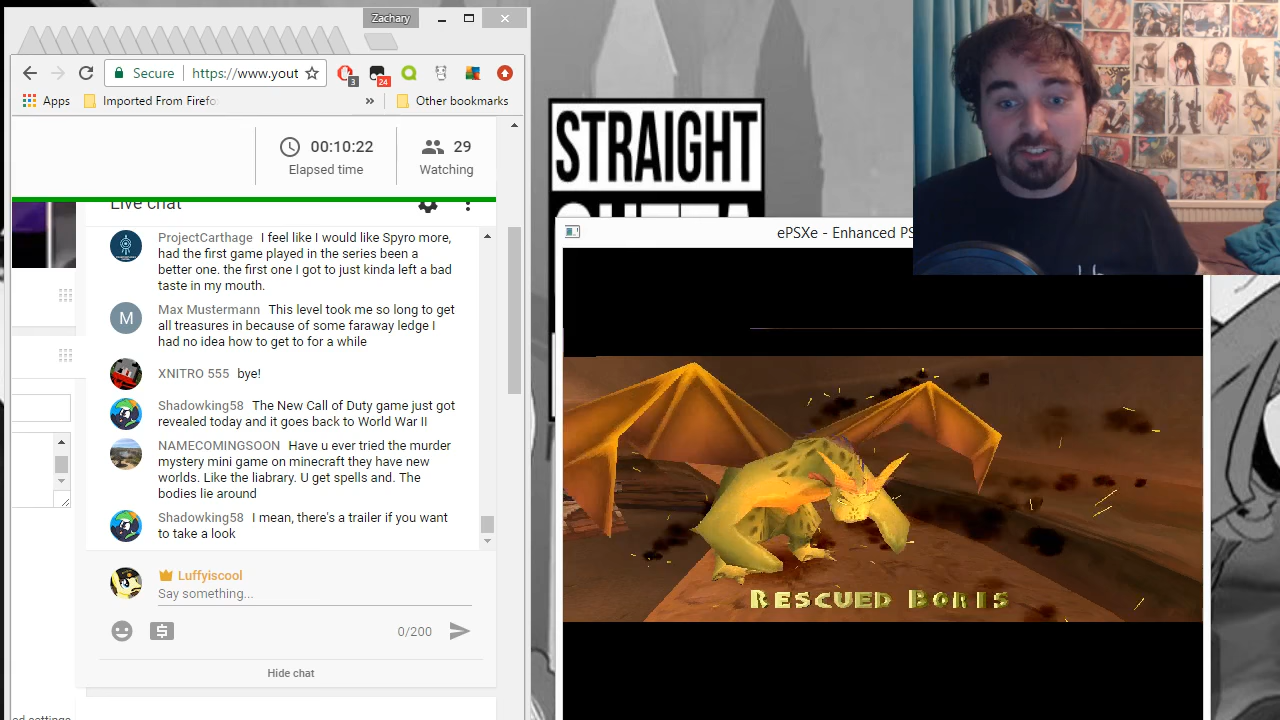 Zachary
Secure https://www.yout
3
24
Apps Imported From Firefo » Other bookmarks
00:10:22
Elapsed time
29
Watching
Live chat
ProjectCarthage I feel like I would like Spyro more,
had the first game played in the series been a
better one. the first one I got to just kinda left a bad
taste in my mouth.
M
Max Mustermann This level took me so long to get
all treasures in because of some faraway ledge I
had no idea how to get to for a while
XNITRO 555 bye!
Shadowking58 The New Call of Duty game just got
revealed today and it goes back to World War II
NAMECOMINGSOON Have u ever tried the murder
mystery mini game on minecraft they have new
worlds. Like the liabrary. U get spells and. The
bodies lie around
Shadowking58 I mean, there's a trailer if you want
to take a look
Luffyiscool
Say something...
0/200
Hide chat
ed settings
STRAIGHT
OUTTA
ePSXe - Enhanced PS
RESCUED BORIS